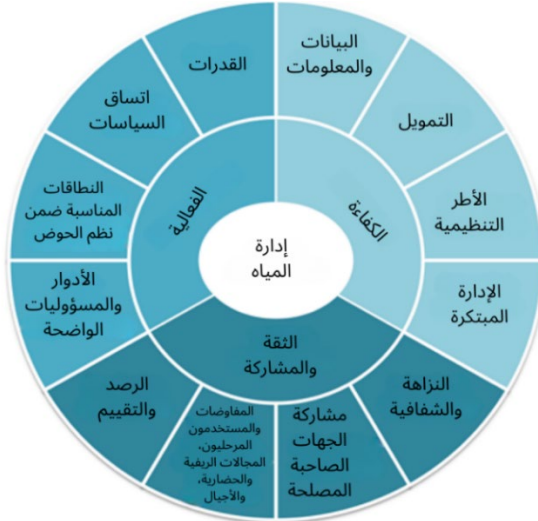 إدارة
المياه
الكفاءة
البيانات
والمعلومات
التمويل
الأطر
التنظيمية
الإدارة
المبتكرة
الثقة
والمشاركة
النزاهة
والشفافية
مشاركة
الجهات
الصاحبة
المصلحة
المفاوضات
والمستخدمون
المرحليون،
المجالات الريفية
والحضارية،
والأجيال
الرصد
والتقييم
الفعالية
الأدوار
والمسؤوليات
الواضحة
النطاقات
المناسبة ضمن
نظم الحوض
اتساق
السياسات
القدرات